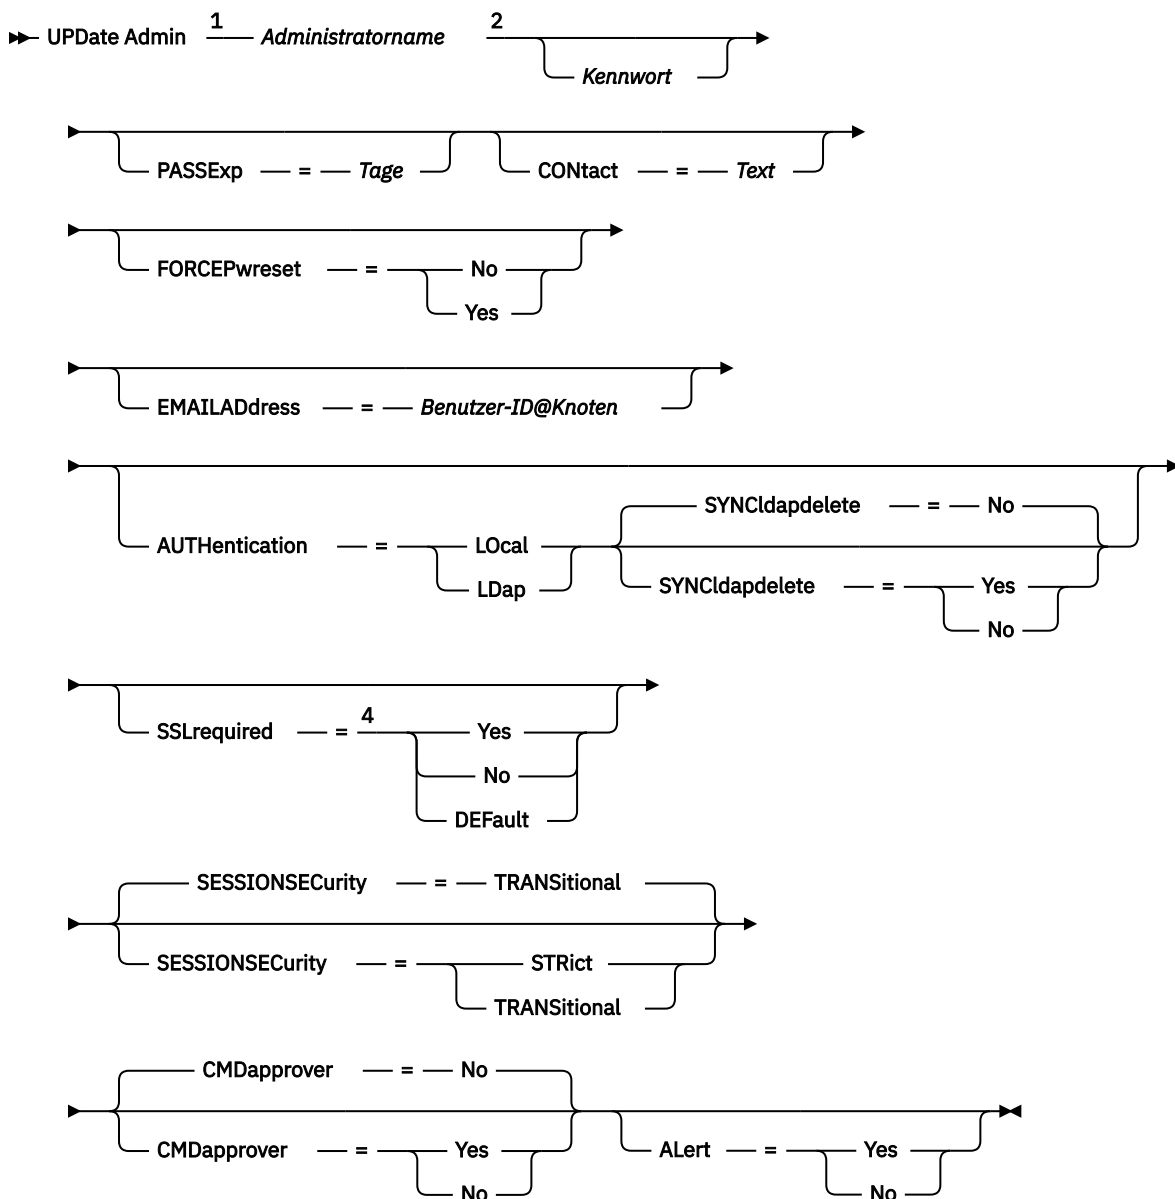 1 2
UPDate Admin Administratorname
Kennwort
PASSExp = Tage CONtact = Text
FORCEPwreset = No
Yes
EMAILADdress = Benutzer-ID@Knoten
SYNCldapdelete = No
AUTHentication = LOcal
LDap SYNCldapdelete = Yes
No
4
SSLrequired = Yes
No
DEFault
SESSIONSECurity = TRANSitional
SESSIONSECurity = STRict
TRANSitional
CMDapprover = No
CMDapprover = Yes ALert = Yes
No No